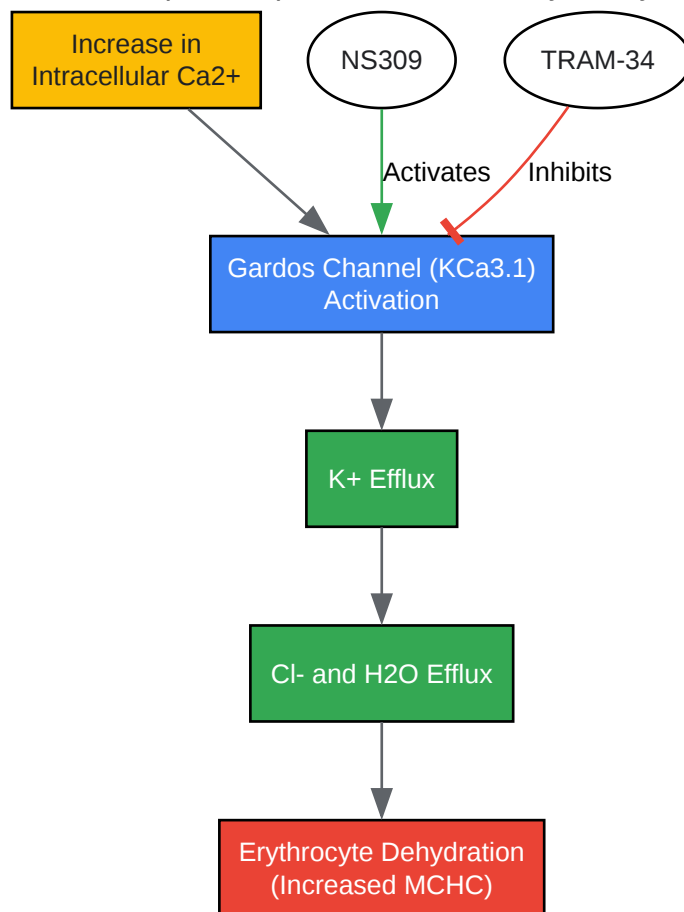 Increase in
Intracellular Ca2+
NS309
TRAM-34
Activates
Inhibits
Gardos Channel (KCa3.1)
Activation
K+ Efflux
Cl- and H2O Efflux
Erythrocyte Dehydration
(Increased MCHC)